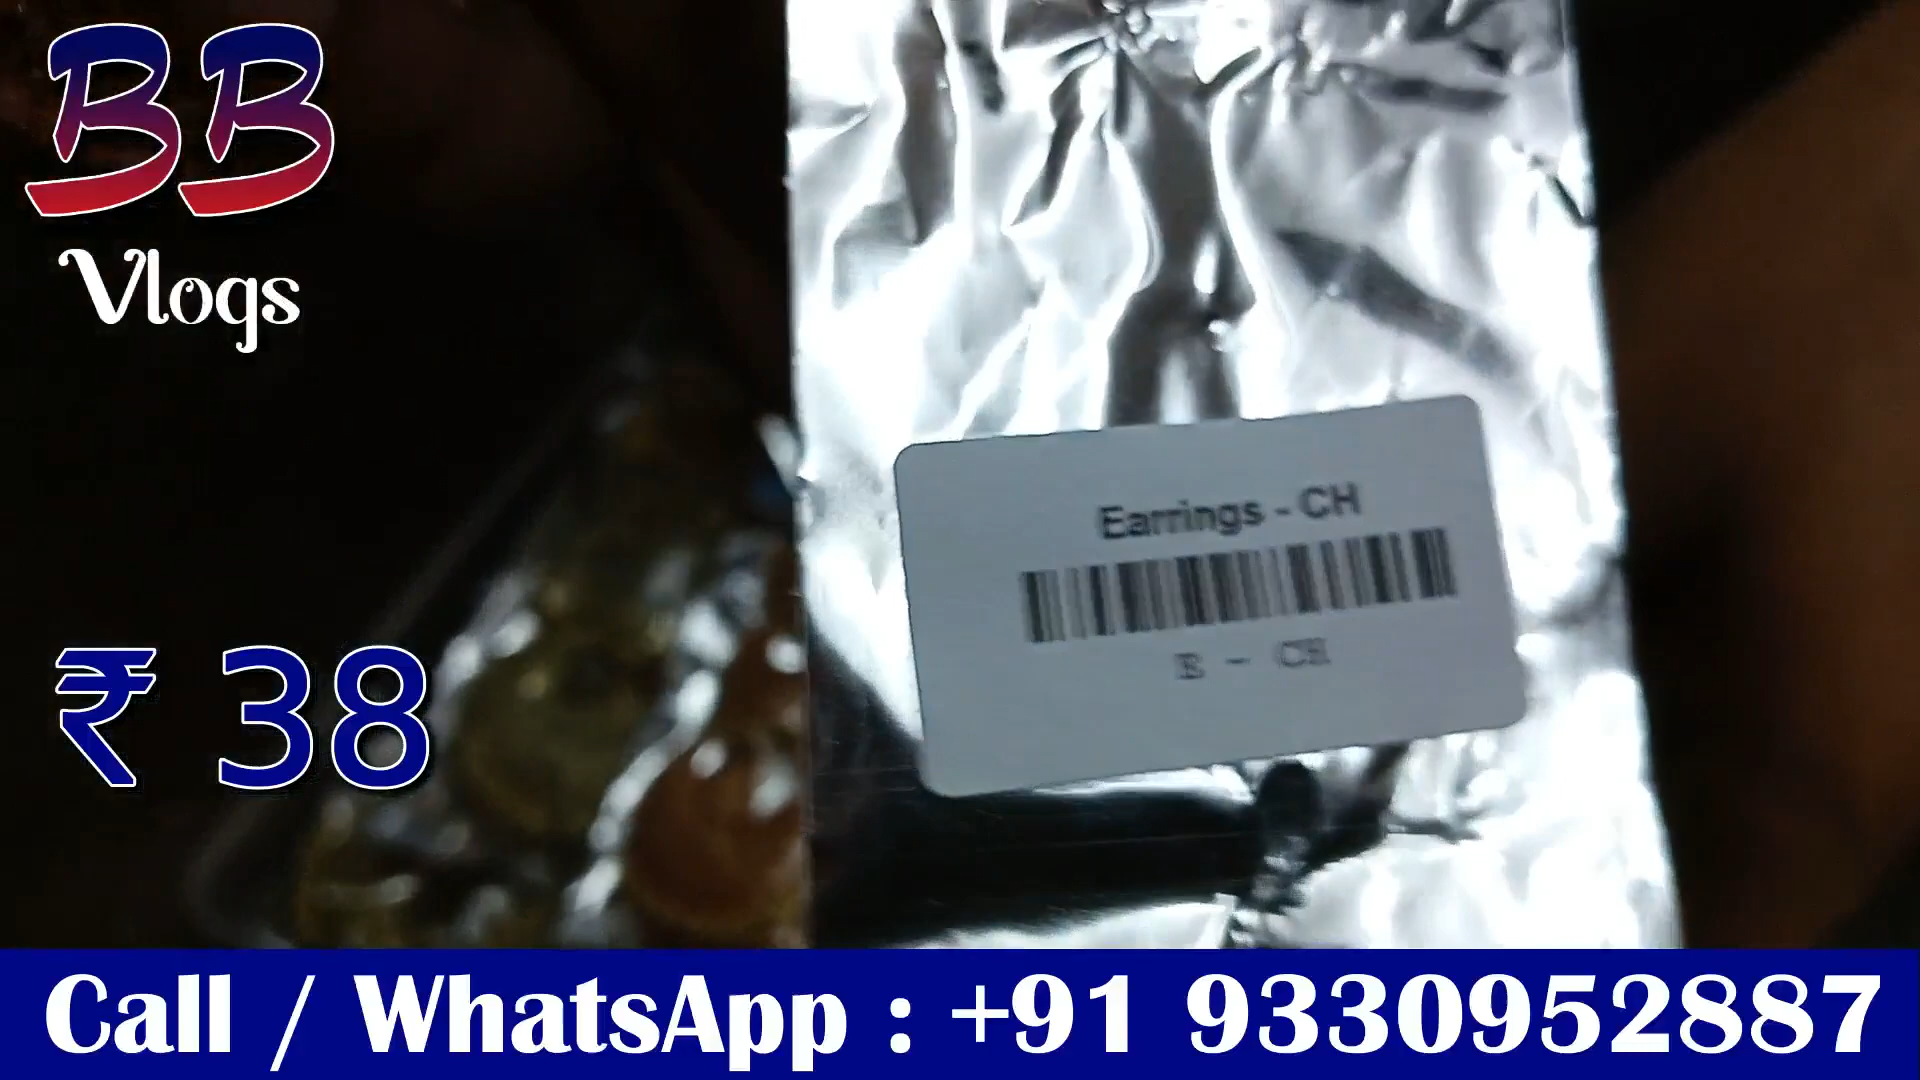 BB
Vlogs
Earrings - CH
E - CH
₹ 38
Call / WhatsApp : +91 9330952887